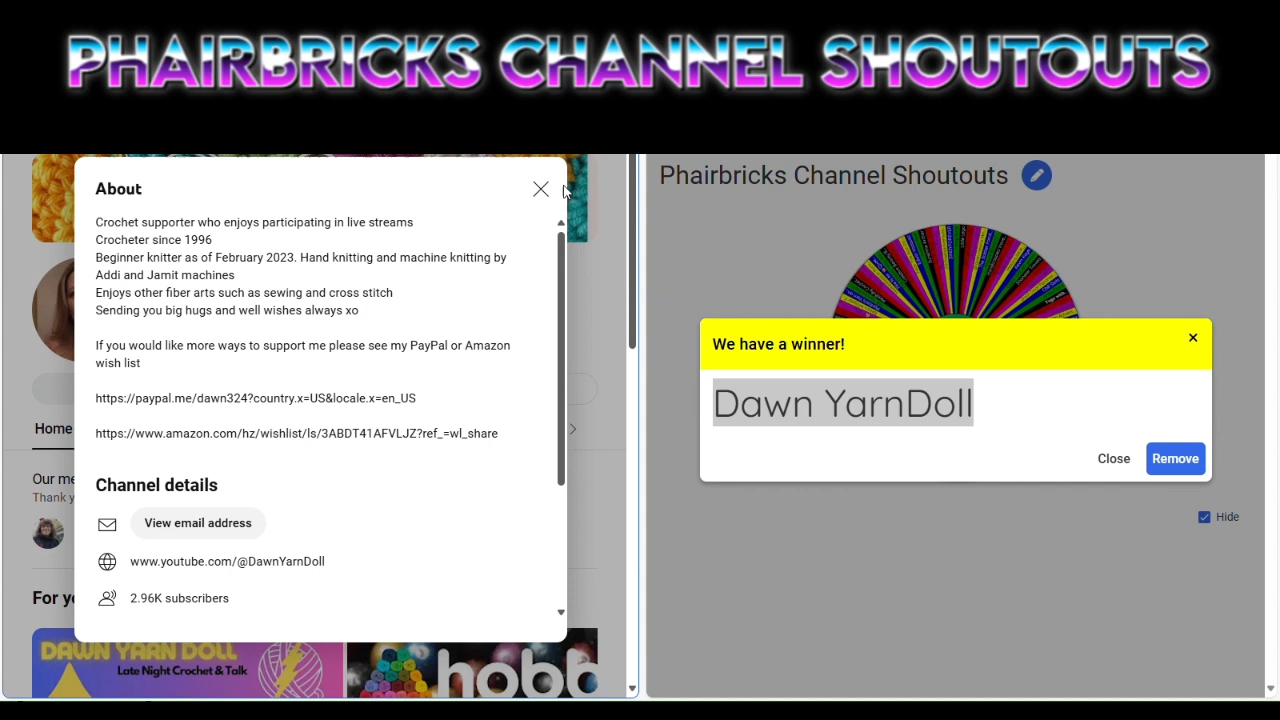 PHAIRBRICKS CHANNEL SHOUTOUTS
About
Crochet supporter who enjoys participating in live streams
Crocheter since 1996
Beginner knitter as of February 2023. Hand knitting and machine knitting by
Addi and Jamit machines
Enjoys other fiber arts such as sewing and cross stitch
Sending you big hugs and well wishes always xo
If you would like more ways to support me please see my PayPal or Amazon
wish list
https://paypal.me/dawn324?country.x=US&locale.x=en_US
https://www.amazon.com/hz/wishlist/ls/3ABDT41AFVLJZ?ref_=wl_share
Channel details
View email address
www.youtube.com/@DawnYarnDoll
2.96K subscribers
Home
Our me
Thank y
For yo
DAWN YARN DOLL
Late Night Crochet & Talk
hobb
Phairbricks Channel Shoutouts
We have a winner!
Dawn YarnDoll
Close
Remove
Hide